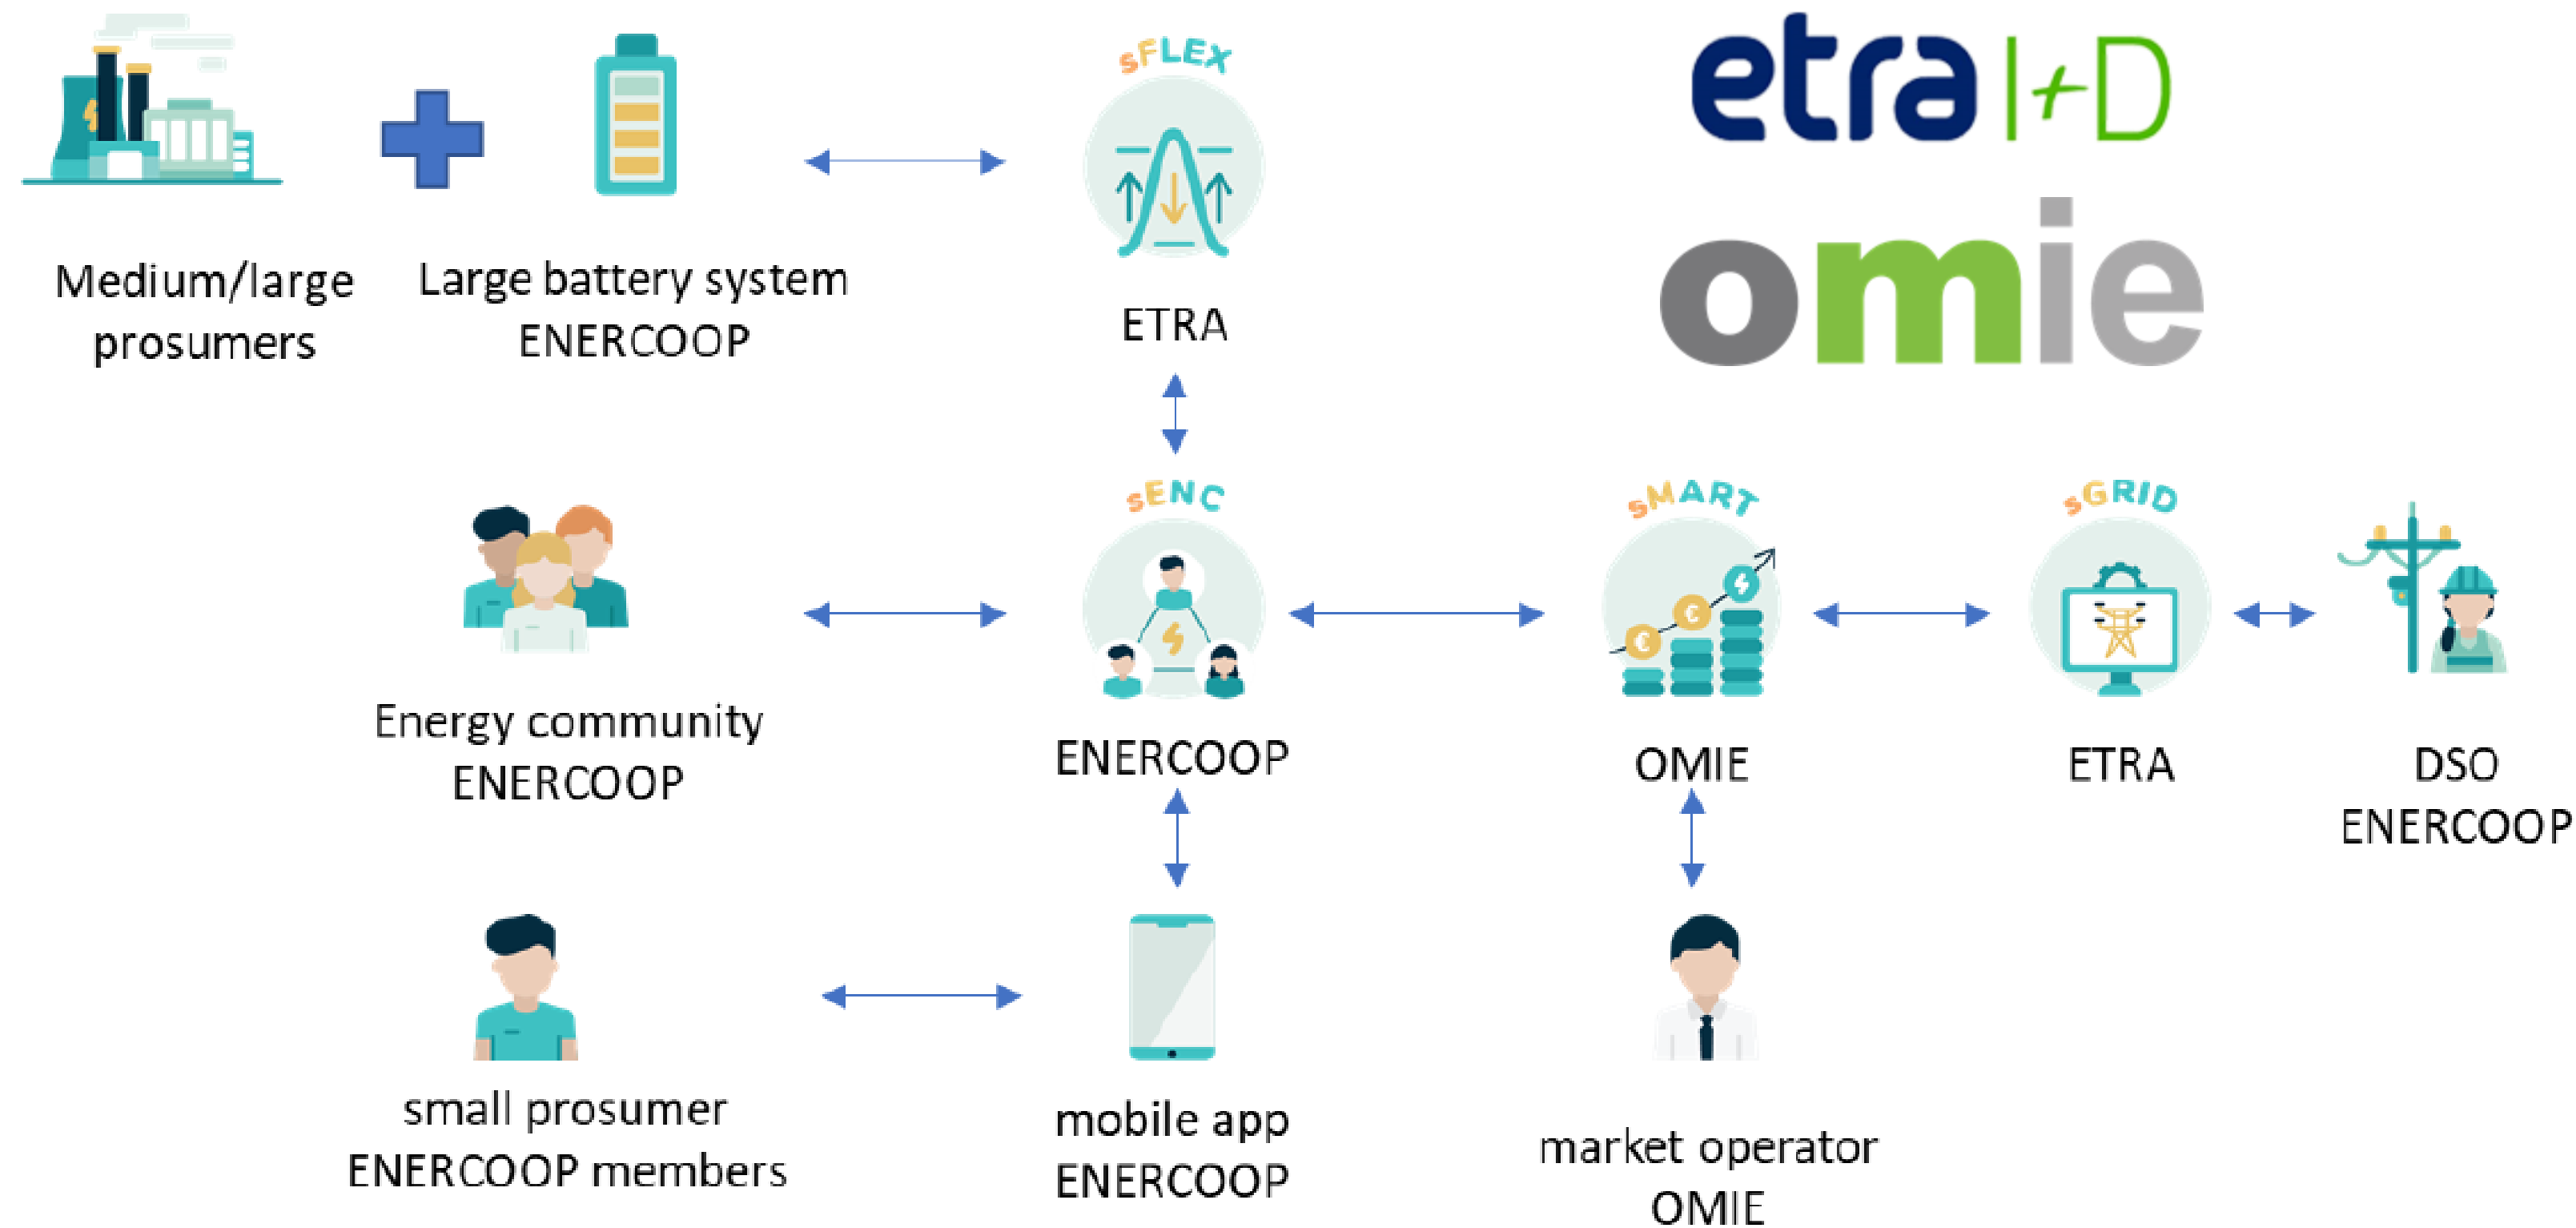 sFLEX
etra I+D
omie
Medium/large
prosumers
Large battery system
ENERCOOP
ETRA
sENC
sMART
sGRID
Energy community
ENERCOOP
ENERCOOP
OMIE
ETRA
DSO
ENERCOOP
small prosumer
ENERCOOP members
mobile app
ENERCOOP
market operator
OMIE